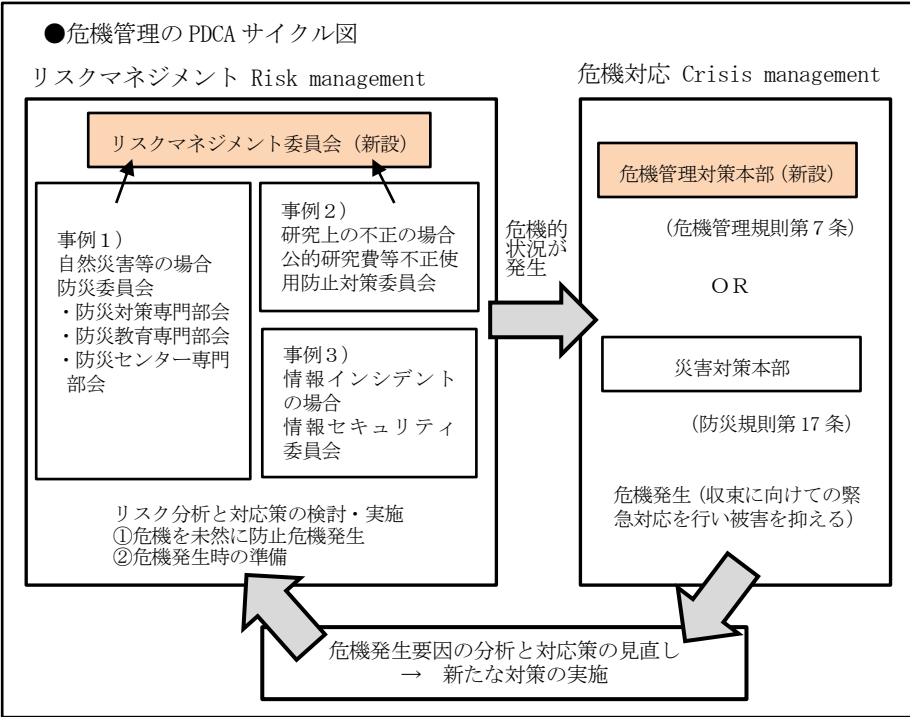 ●危機管理の PDCA サイクル図
リスクマネジメント Risk management
リスクマネジメント委員会（新設）
事例１）
自然災害等の場合
防災委員会
・防災対策専門部会
・防災教育専門部会
・防災センター専門
部会
事例２）
研究上の不正の場合
公的研究費等不正使
用防止対策委員会
事例３）
情報インシデント
の場合
情報セキュリティ
委員会
リスク分析と対応策の検討・実施
①危機を未然に防止危機発生
②危機発生時の準備
危機的
状況が
発生
危機対応 Crisis management
危機管理対策本部（新設）
（危機管理規則第７条）
ＯＲ
災害対策本部
（防災規則第 17 条）
危機発生（収束に向けての緊
急対応を行い被害を抑える）
危機発生要因の分析と対応策の見直し
→　新たな対策の実施